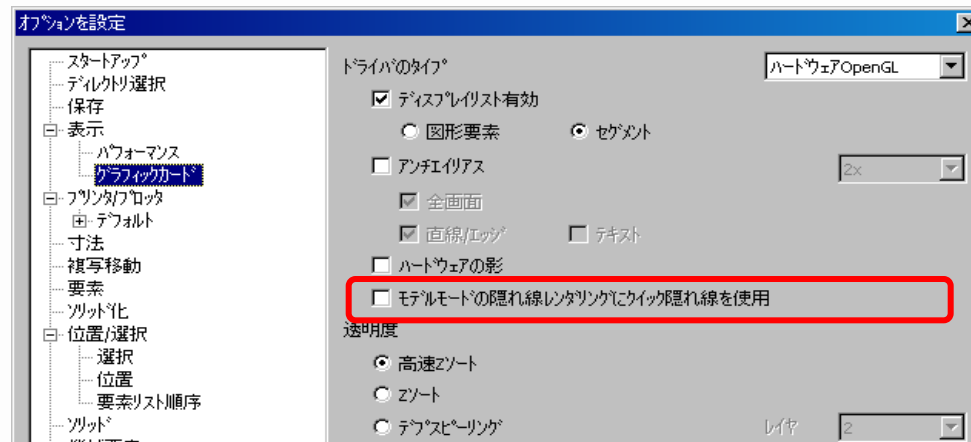 オプションを設定
スタートアップ
ディレクトリ選択
保存
表示
パフォーマンス
グラフィックカード
プリンタ/プロッタ
デフォルト
寸法
複写移動
要素
ソリッド化
位置/選択
選択
位置
要素リスト順序
ソリッド
ドライバのタイプ ハードウェアOpenGL
ディスプレイリスト有効
図形要素 セグメント
アンチエイリアス 2x
全画面
直線/エッジ テキスト
ハードウェアの影
モデルモードの隠れ線レンダリングにクイック隠れ線を使用
透明度
高速Zソート
Zソート
デプスピーリング レイヤ 2